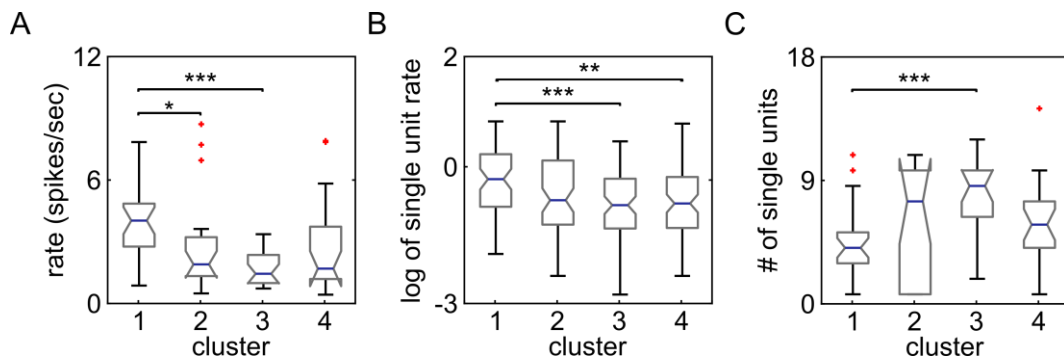 A
rate (spikes/sec)
12
6
0
***
*
1 2 3 4
cluster
B
log of single unit rate
2
0
-3
**
***
1 2 3 4
cluster
C
# of single units
18
9
0
***
1 2 3 4
cluster